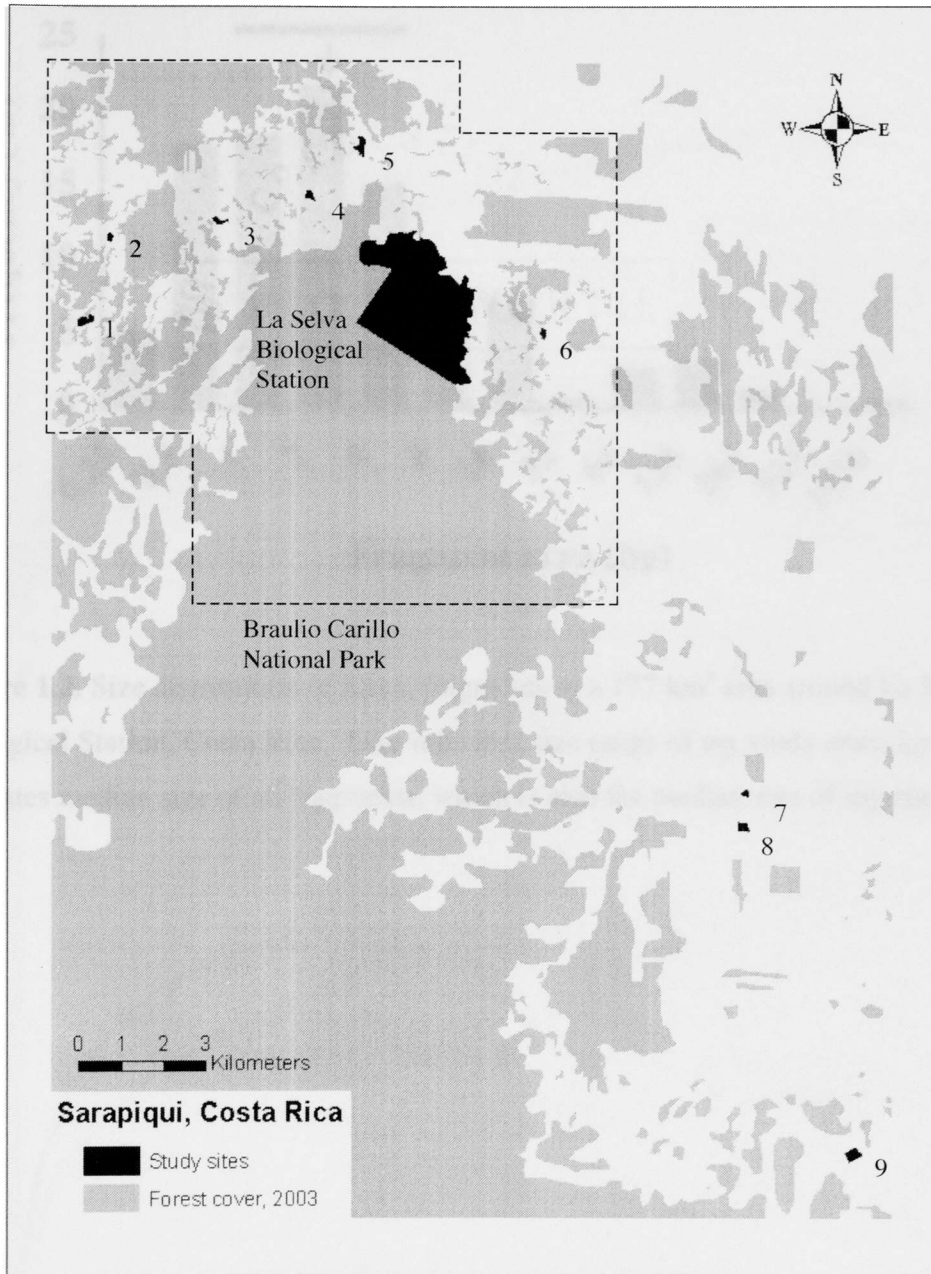 25
N
W E
S
5
4
3
2
1
La Selva
Biological
Station
6
Braulio Carillo
National Park
7
8
0 1 2 3
Kilometers
Sarapiqui, Costa Rica
Study sites
Forest cover, 2003
9